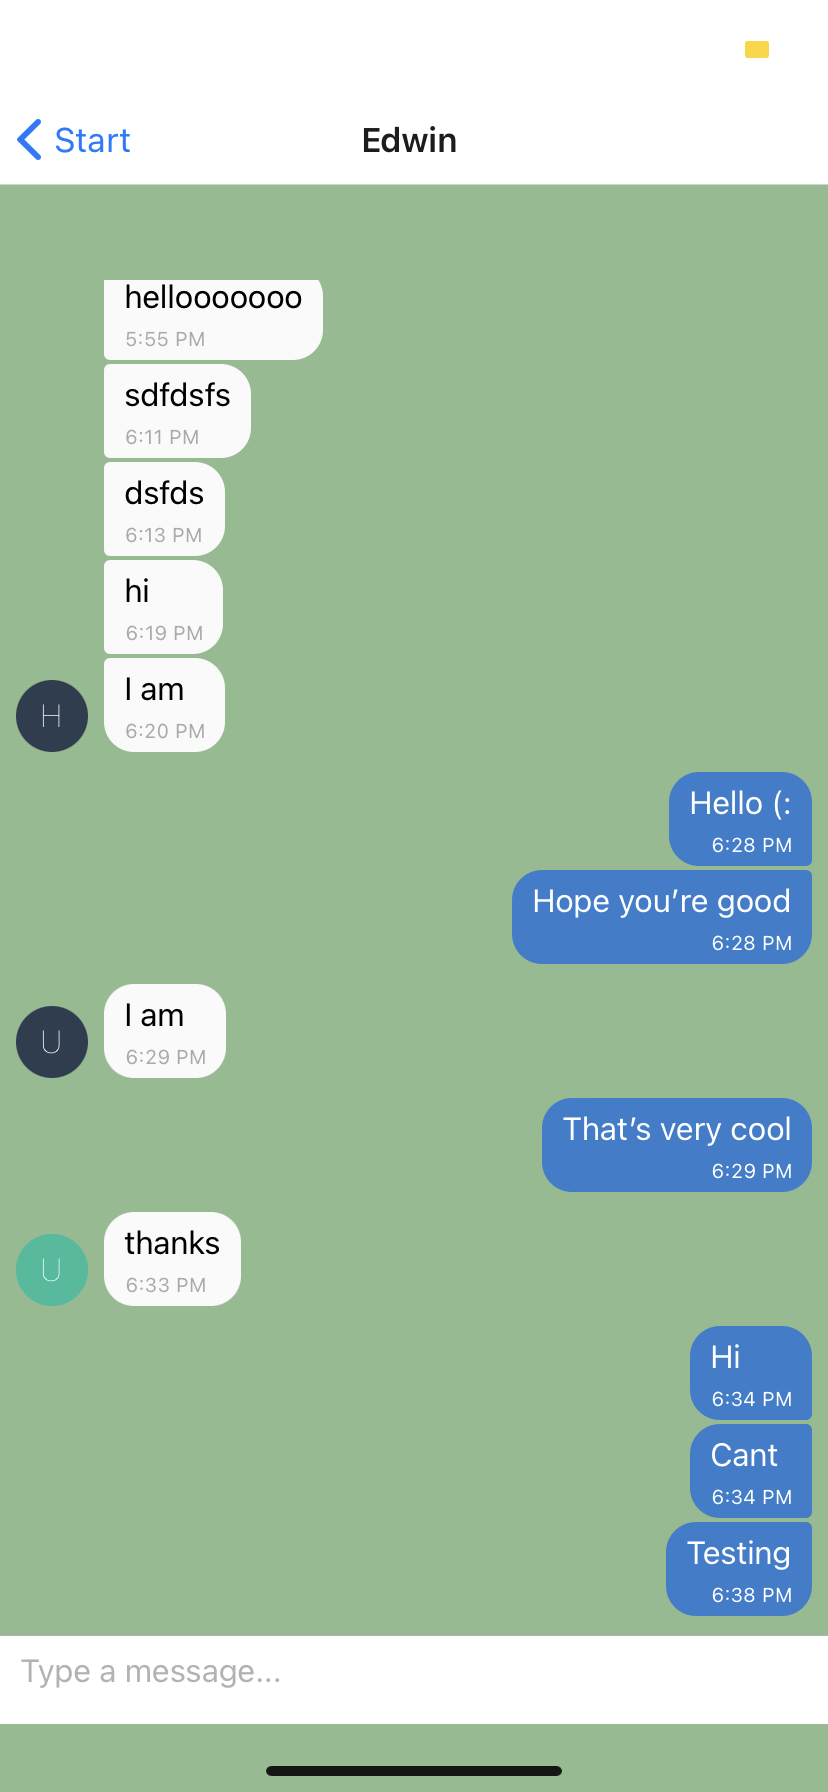 Start
Edwin
hellooooooo
5:55 PM
sdfdsfs
6:11 PM
dsfds
6:13 PM
hi
6:19 PM
I am
6:20 PM
H
Hello (:
6:28 PM
Hope you’re good
6:28 PM
I am
6:29 PM
U
That’s very cool
6:29 PM
thanks
6:33 PM
U
Hi
6:34 PM
Cant
6:34 PM
Testing
6:38 PM
Type a message...